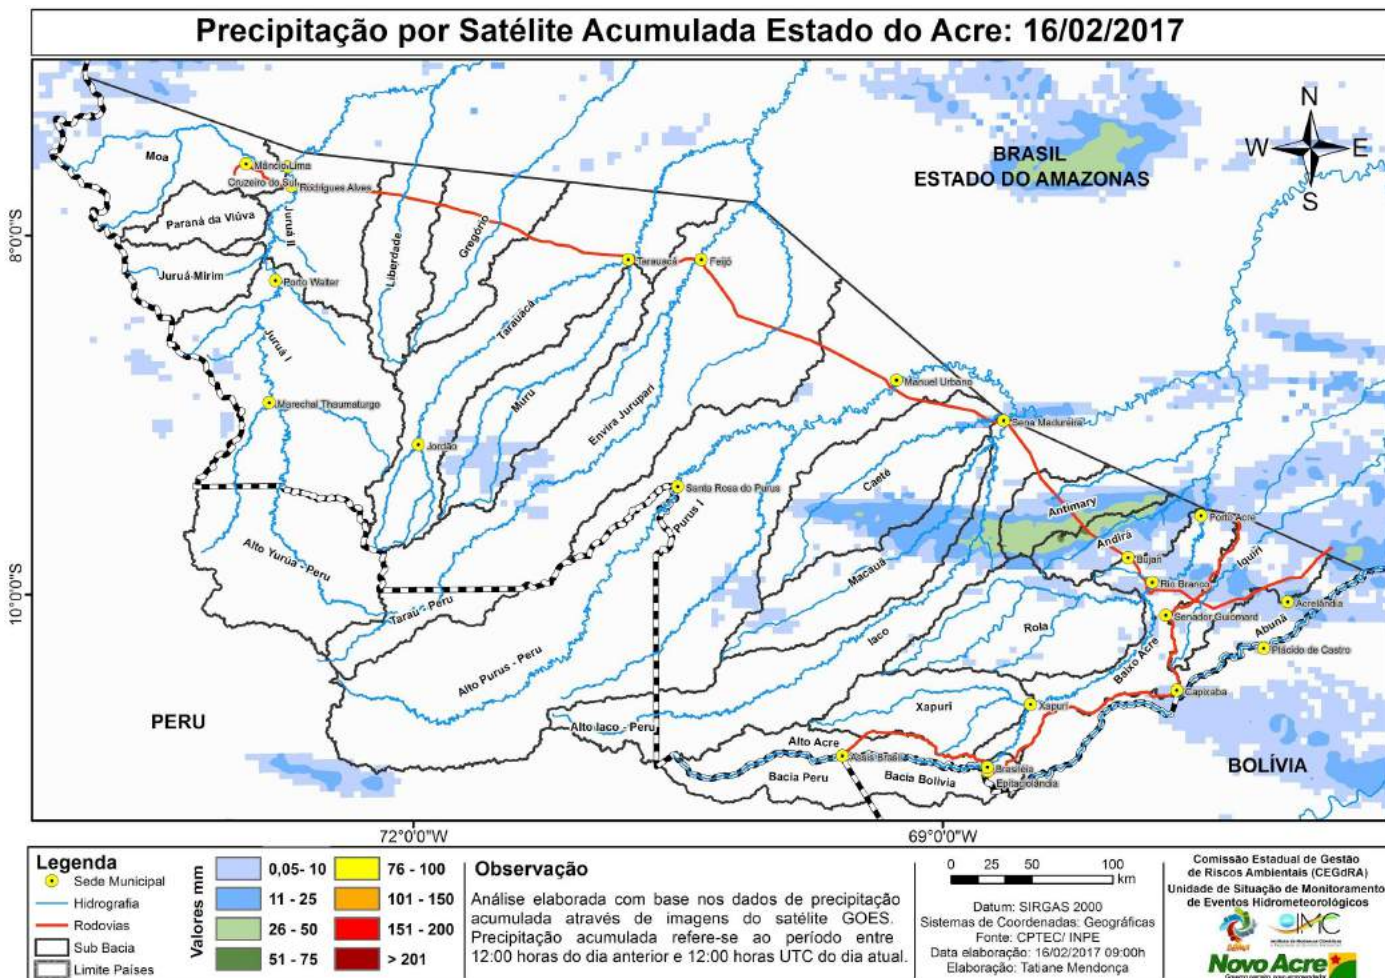 Precipitação por Satélite Acumulada Estado do Acre: 16/02/2017
N
W E
S
BRASIL
ESTADO DO AMAZONAS
PERU
BOLÍVIA
8°0'0"S
10°0'0"S
72°0'0"W
69°0'0"W
Moa
Mâncio Lima
Cruzeiro do Sul
Rodrigues Alves
Paraná da Viúva
Juruá II
Juruá-Mirim
Porto Walter
Liberdade
Gregório
Tarauacá
Feijó
Tarauacá
Juruá I
Marechal Thaumaturgo
Muru
Envira Jurupari
Manuel Urbano
Jordão
Sena Madureira
Caeté
Santa Rosa do Purus
Purus I
Antimary
Porto Acre
Andirá
Bujari
Iquiri
Alto Yuruá - Peru
Macauã
Rio Branco
Acrelândia
Tarau - Peru
Senador Guiomard
Abunã
Iaco
Rola
Plácido de Castro
Baixo Acre
Alto Purus - Peru
Capixaba
Xapuri
Xapuri
Alto Iaco - Peru
Alto Acre
Assis Brasil
Brasiléia
Bacia Peru
Bacia Bolívia
Epitaciolândia
Legenda
Sede Municipal
Hidrografia
Rodovias
Sub Bacia
Limite Países
Valores mm
0,05- 10
11 - 25
26 - 50
51 - 75
76 - 100
101 - 150
151 - 200
> 201
Observação
Análise elaborada com base nos dados de precipitação
acumulada através de imagens do satélite GOES.
Precipitação acumulada refere-se ao período entre
12:00 horas do dia anterior e 12:00 horas UTC do dia atual.
0 25 50 100
km
Datum: SIRGAS 2000
Sistemas de Coordenadas: Geográficas
Fonte: CPTEC/ INPE
Data elaboração: 16/02/2017 09:00h
Elaboração: Tatiane Mendonça
Comissão Estadual de Gestão
de Riscos Ambientais (CEGdRA)
Unidade de Situação de Monitoramento
de Eventos Hidrometeorológicos
IMC
Novo Acre